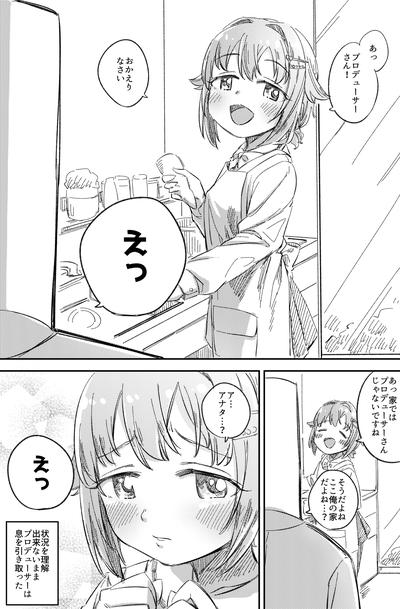 あっ
プロデューサー
さん!
おかえり
なさい
えっ
あっ家では
プロデューサーさん
じゃないですね
そうだよね
ここ俺の家
だよね…?
ア…
アナタ…?
えっ
状況を理解
出来ないまま
プロデューサーは
息を引き取った